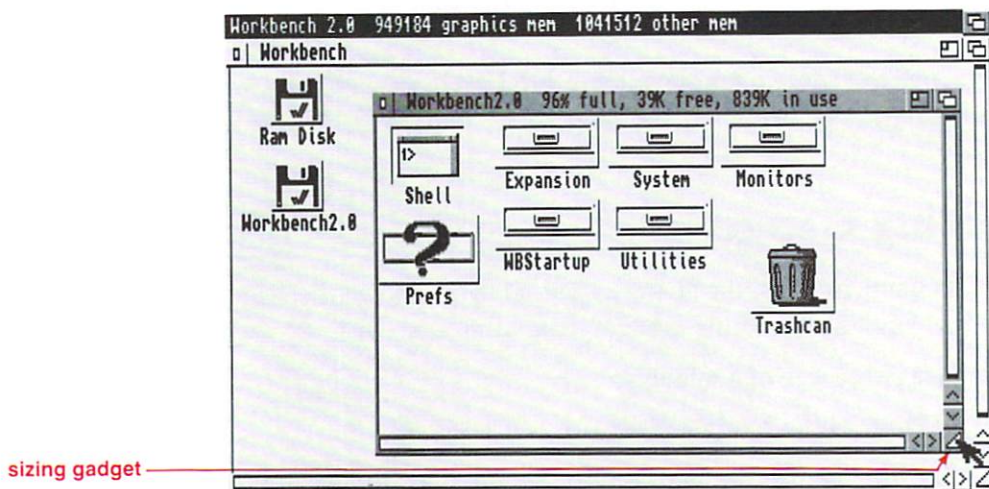 Workbench 2.0 949184 graphics mem 1041512 other mem
Workbench
Ram Disk
Workbench2.0
Workbench2.0 96% full, 39K free, 839K in use
1>
Shell
Expansion
System
Monitors
Prefs
WBStartup
Utilities
Trashcan
sizing gadget